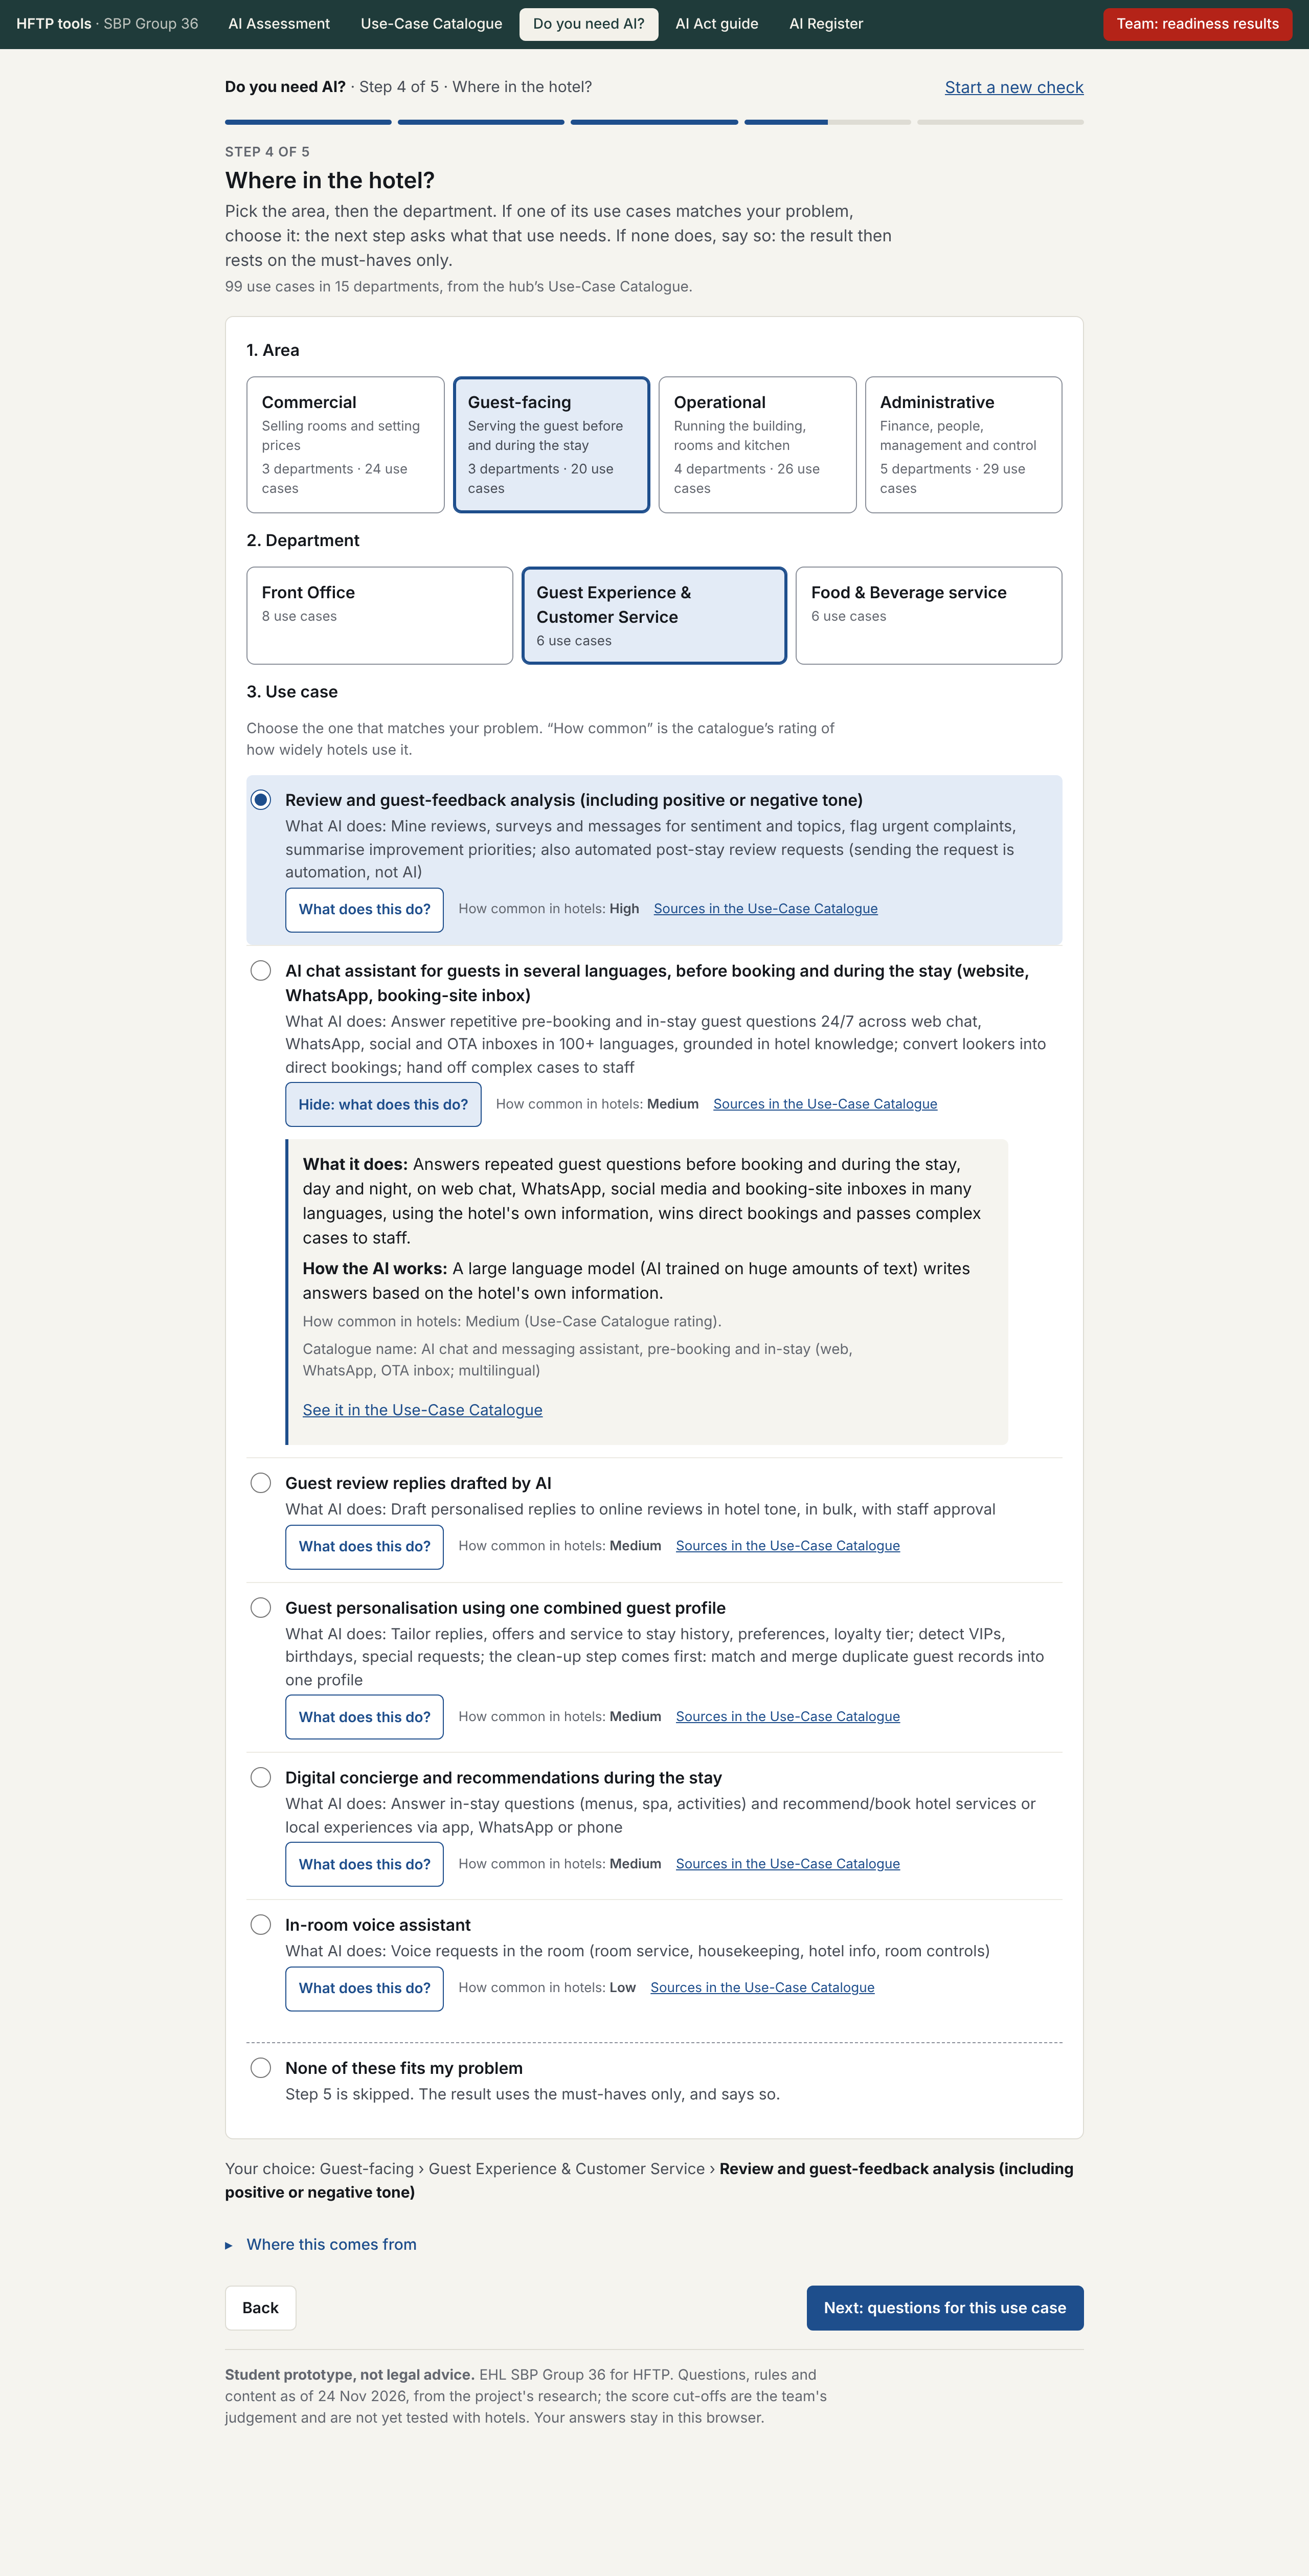 HFTP tools · SBP Group 36
AI Assessment
Use-Case Catalogue
Do you need AI?
AI Act guide
AI Register
Team: readiness results
Do you need AI? · Step 4 of 5 · Where in the hotel?
Start a new check
STEP 4 OF 5
Where in the hotel?
Pick the area, then the department. If one of its use cases matches your problem,
choose it: the next step asks what that use needs. If none does, say so: the result then
rests on the must-haves only.
99 use cases in 15 departments, from the hub’s Use-Case Catalogue.
1. Area
Commercial
Selling rooms and setting
prices
3 departments · 24 use
cases
Guest-facing
Serving the guest before
and during the stay
3 departments · 20 use
cases
Operational
Running the building,
rooms and kitchen
4 departments · 26 use
cases
Administrative
Finance, people,
management and control
5 departments · 29 use
cases
2. Department
Front Office
8 use cases
Guest Experience &
Customer Service
6 use cases
Food & Beverage service
6 use cases
3. Use case
Choose the one that matches your problem. “How common” is the catalogue’s rating of
how widely hotels use it.
Review and guest-feedback analysis (including positive or negative tone)
What AI does: Mine reviews, surveys and messages for sentiment and topics, flag urgent complaints,
summarise improvement priorities; also automated post-stay review requests (sending the request is
automation, not AI)
What does this do?
How common in hotels: High
Sources in the Use-Case Catalogue
AI chat assistant for guests in several languages, before booking and during the stay (website,
WhatsApp, booking-site inbox)
What AI does: Answer repetitive pre-booking and in-stay guest questions 24/7 across web chat,
WhatsApp, social and OTA inboxes in 100+ languages, grounded in hotel knowledge; convert lookers into
direct bookings; hand off complex cases to staff
Hide: what does this do?
How common in hotels: Medium
Sources in the Use-Case Catalogue
What it does: Answers repeated guest questions before booking and during the stay,
day and night, on web chat, WhatsApp, social media and booking-site inboxes in many
languages, using the hotel's own information, wins direct bookings and passes complex
cases to staff.
How the AI works: A large language model (AI trained on huge amounts of text) writes
answers based on the hotel's own information.
How common in hotels: Medium (Use-Case Catalogue rating).
Catalogue name: AI chat and messaging assistant, pre-booking and in-stay (web,
WhatsApp, OTA inbox; multilingual)
See it in the Use-Case Catalogue
Guest review replies drafted by AI
What AI does: Draft personalised replies to online reviews in hotel tone, in bulk, with staff approval
What does this do?
How common in hotels: Medium
Sources in the Use-Case Catalogue
Guest personalisation using one combined guest profile
What AI does: Tailor replies, offers and service to stay history, preferences, loyalty tier; detect VIPs,
birthdays, special requests; the clean-up step comes first: match and merge duplicate guest records into
one profile
What does this do?
How common in hotels: Medium
Sources in the Use-Case Catalogue
Digital concierge and recommendations during the stay
What AI does: Answer in-stay questions (menus, spa, activities) and recommend/book hotel services or
local experiences via app, WhatsApp or phone
What does this do?
How common in hotels: Medium
Sources in the Use-Case Catalogue
In-room voice assistant
What AI does: Voice requests in the room (room service, housekeeping, hotel info, room controls)
What does this do?
How common in hotels: Low
Sources in the Use-Case Catalogue
None of these fits my problem
Step 5 is skipped. The result uses the must-haves only, and says so.
Your choice: Guest-facing › Guest Experience & Customer Service › Review and guest-feedback analysis (including
positive or negative tone)
▸ Where this comes from
Back
Next: questions for this use case
Student prototype, not legal advice. EHL SBP Group 36 for HFTP. Questions, rules and
content as of 24 Nov 2026, from the project's research; the score cut-offs are the team's
judgement and are not yet tested with hotels. Your answers stay in this browser.